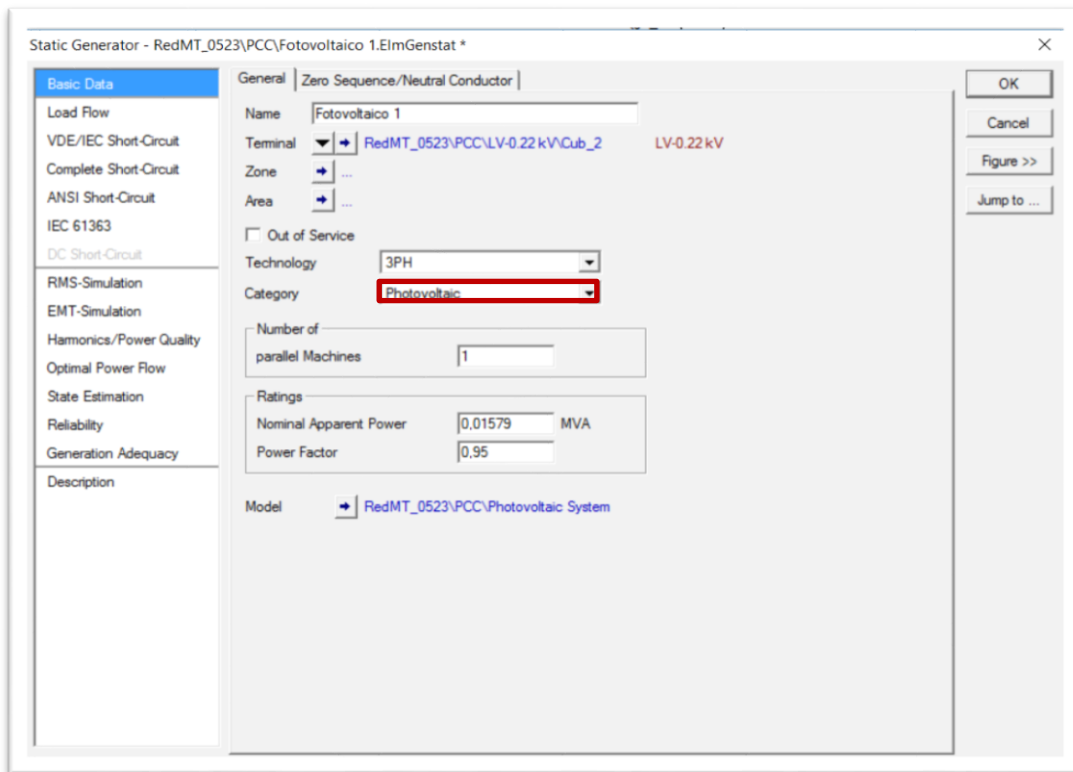 Static Generator - RedMT_0523\PCC\Fotovoltaico 1.ElmGenstat *
Basic Data
Load Flow
VDE/IEC Short-Circuit
Complete Short-Circuit
ANSI Short-Circuit
IEC 61363
DC Short-Circuit
RMS-Simulation
EMT-Simulation
Harmonics/Power Quality
Optimal Power Flow
State Estimation
Reliability
Generation Adequacy
Description
General
Zero Sequence/Neutral Conductor
Name
Fotovoltaico 1
Terminal
RedMT_0523\PCC\LV-0.22 kV\Cub_2
LV-0.22 kV
Zone
...
Area
...
Out of Service
Technology
3PH
Category
Photovoltaic
Number of
parallel Machines
1
Ratings
Nominal Apparent Power
0,01579
MVA
Power Factor
0,95
Model
RedMT_0523\PCC\Photovoltaic System
OK
Cancel
Figure >>
Jump to ...